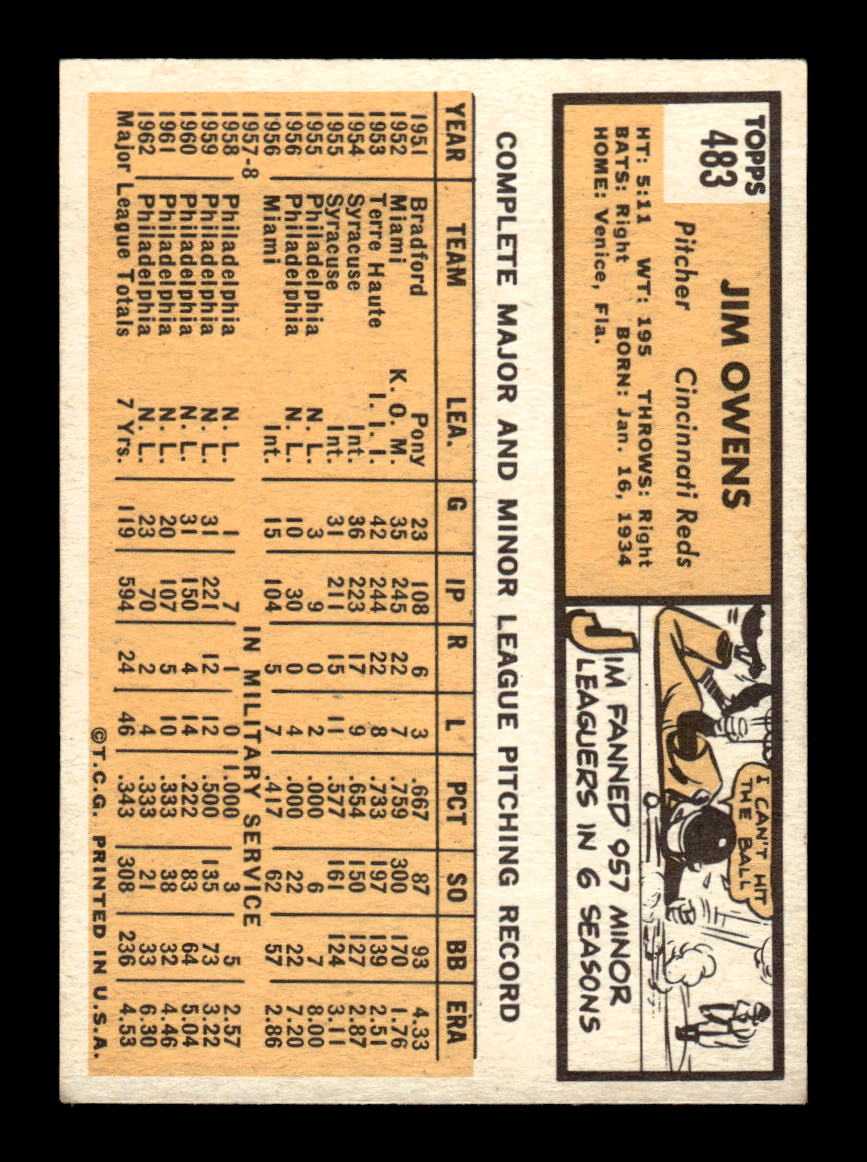 TOPPS
483
JIM OWENS
Pitcher Cincinnati Reds
HT: 5:11 WT: 195 THROWS: Right
BATS: Right BORN: Jan. 16, 1934
HOME: Venice, Fla.
I CAN'T HIT
THE BALL
JIM FANNED 957 MINOR
LEAGUERS IN 6 SEASONS
COMPLETE MAJOR AND MINOR LEAGUE PITCHING RECORD
YEAR TEAM LEA. G IP R L PCT SO BB ERA
1951 Bradford Pony 23 108 6 3 .667 87 93 4.33
1952 Miami K. O. M. 35 245 22 7 .759 300 170 1.76
1953 Terre Haute I. I. I. 42 244 22 8 .733 197 139 2.51
1954 Syracuse Int. 36 223 17 9 .654 150 127 2.87
1955 Syracuse Int. 31 211 15 11 .577 161 124 3.11
1955 Philadelphia N. L. 3 9 0 2 .000 6 7 8.00
1956 Philadelphia N. L. 10 30 0 4 .000 22 22 7.20
1956 Miami Int. 15 104 5 7 .417 62 57 2.86
1957-8 IN MILITARY SERVICE
1958 Philadelphia N. L. 1 7 1 0 1.000 3 5 2.57
1959 Philadelphia N. L. 31 221 12 12 .500 135 73 3.22
1960 Philadelphia N. L. 31 150 4 14 .222 83 64 5.04
1961 Philadelphia N. L. 20 107 5 10 .333 38 32 4.46
1962 Philadelphia N. L. 23 70 2 4 .333 21 33 6.30
Major League Totals 7 Yrs. 119 594 24 46 .343 308 236 4.53
©T.C.G. PRINTED IN U.S.A.